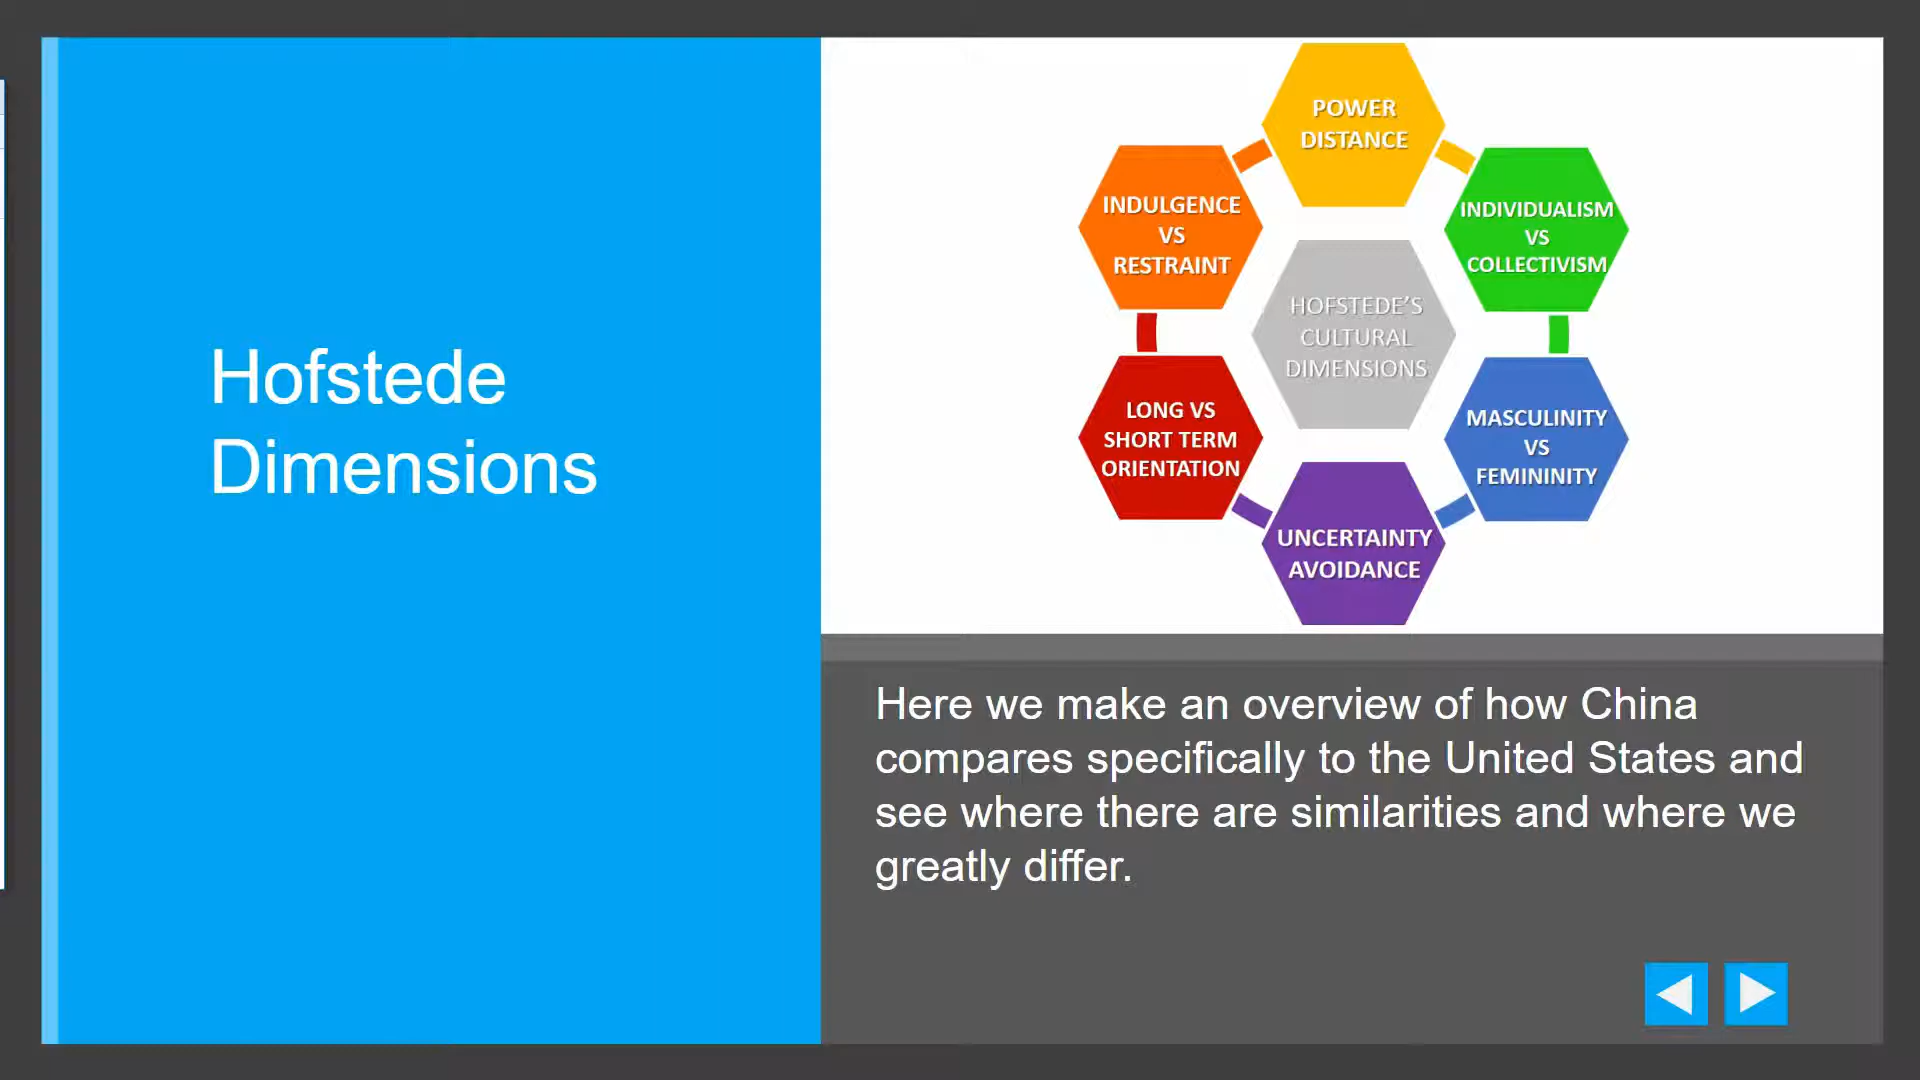 Hofstede
Dimensions
POWER
DISTANCE
INDIVIDUALISM
VS
COLLECTIVISM
MASCULINITY
VS
FEMININITY
UNCERTAINTY
AVOIDANCE
LONG VS
SHORT TERM
ORIENTATION
INDULGENCE
VS
RESTRAINT
HOFSTEDE'S
CULTURAL
DIMENSIONS
Here we make an overview of how China
compares specifically to the United States and
see where there are similarities and where we
greatly differ.